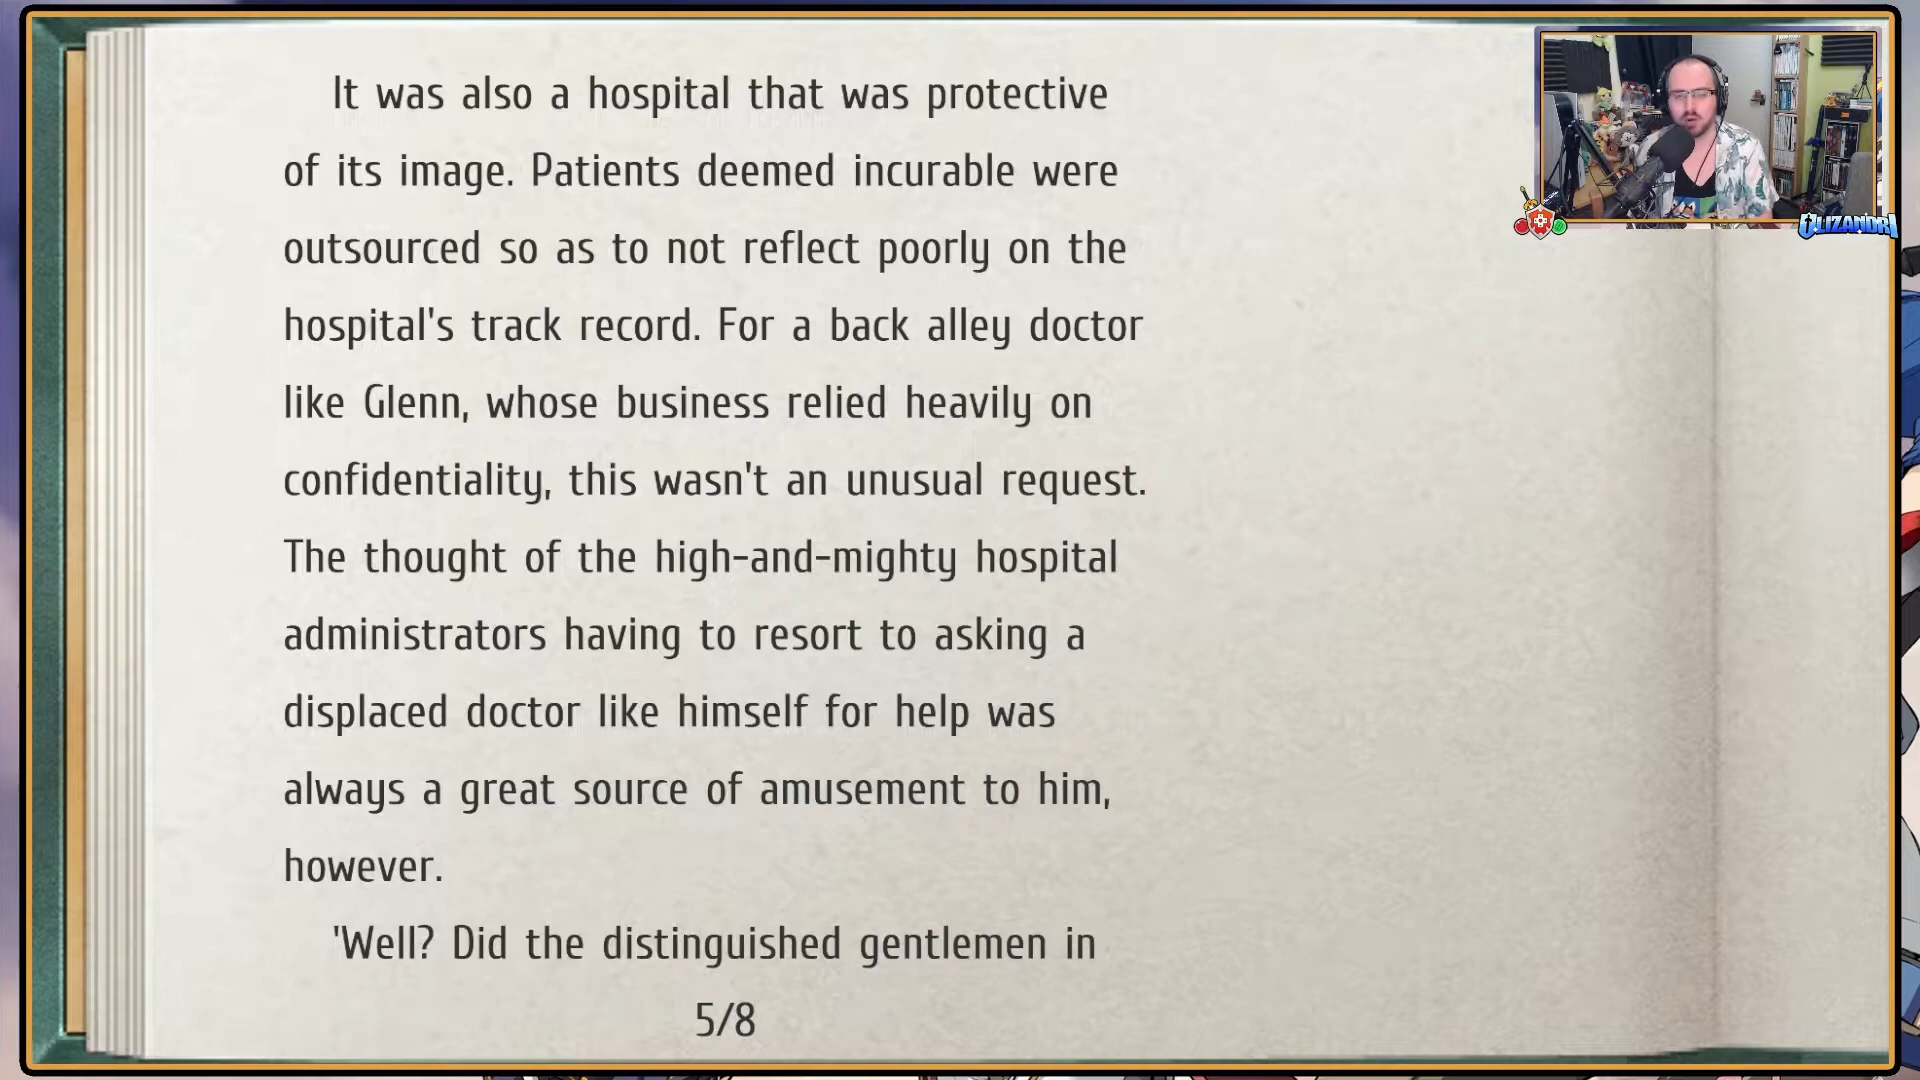 It was also a hospital that was protective
of its image. Patients deemed incurable were
outsourced so as to not reflect poorly on the
hospital's track record. For a back alley doctor
like Glenn, whose business relied heavily on
confidentiality, this wasn't an unusual request.
The thought of the high-and-mighty hospital
administrators having to resort to asking a
displaced doctor like himself for help was
always a great source of amusement to him,
however.
'Well? Did the distinguished gentlemen in
5/8
ULIZANDR